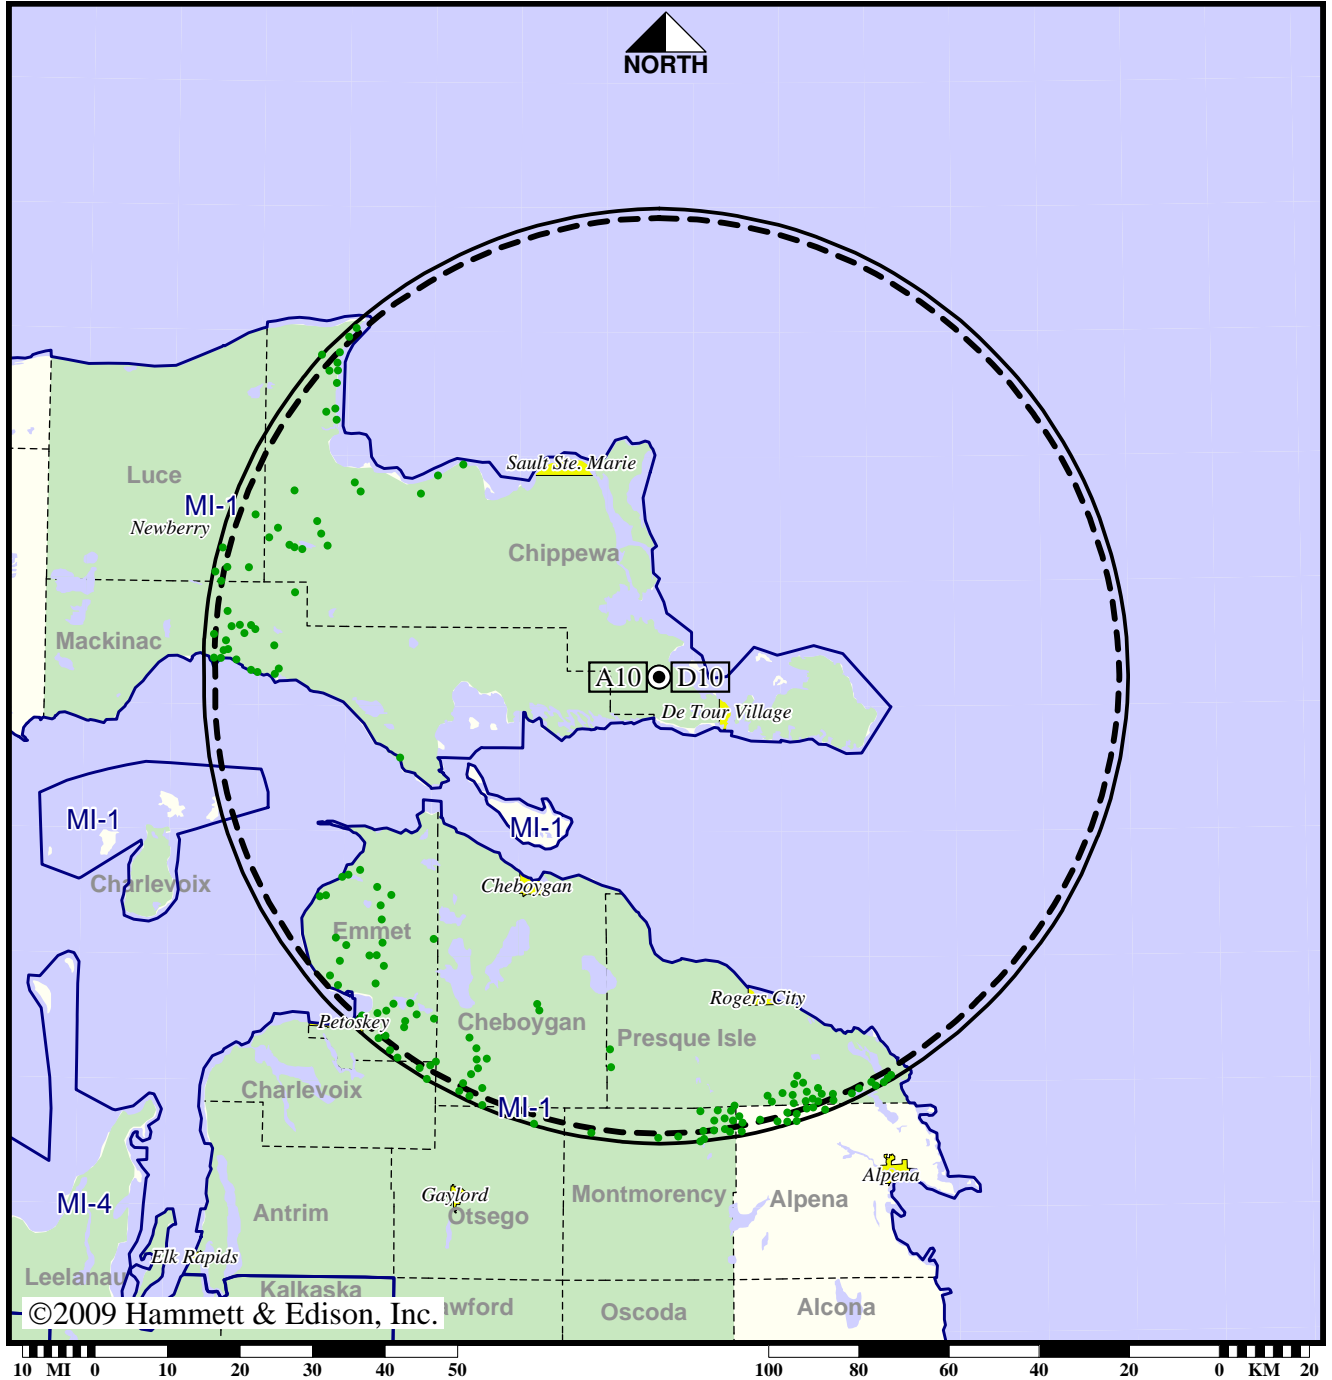 NORTH
Sault Ste. Marie
Luce
MI-1
Newberry
Chippewa
Mackinac
A10
D10
De Tour Village
MI-1
MI-1
Charlevoix
Cheboygan
Emmet
Rogers City
Petoskey
Cheboygan
Presque Isle
Charlevoix
MI-1
Alpena
MI-4
Gaylord
Montmorency
Alpena
Antrim
Otsego
Elk Rapids
Leelanau
Kalkaska
©2009 Hammett & Edison, Inc.
awford
Oscoda
Alcona
10 MI 0 10 20 30 40 50
100 80 60 40 20 0 KM 20